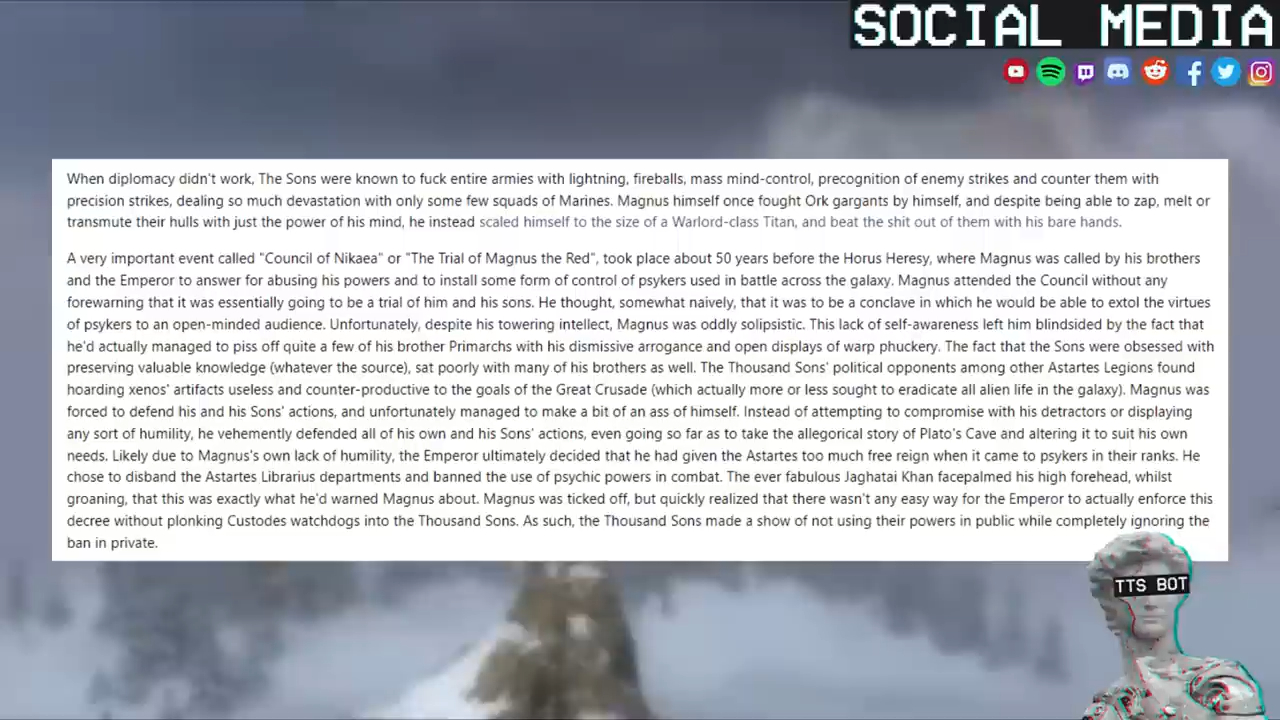 SOCIAL MEDIA
When diplomacy didn't work, The Sons were known to fuck entire armies with lightning, fireballs, mass mind-control, precognition of enemy strikes and counter them with
precision strikes, dealing so much devastation with only some few squads of Marines. Magnus himself once fought Ork gargants by himself, and despite being able to zap, melt or
transmute their hulls with just the power of his mind, he instead scaled himself to the size of a Warlord-class Titan, and beat the shit out of them with his bare hands.
A very important event called "Council of Nikaea" or "The Trial of Magnus the Red", took place about 50 years before the Horus Heresy, where Magnus was called by his brothers
and the Emperor to answer for abusing his powers and to install some form of control of psykers used in battle across the galaxy. Magnus attended the Council without any
forewarning that it was essentially going to be a trial of him and his sons. He thought, somewhat naively, that it was to be a conclave in which he would be able to extol the virtues
of psykers to an open-minded audience. Unfortunately, despite his towering intellect, Magnus was oddly solipsistic. This lack of self-awareness left him blindsided by the fact that
he'd actually managed to piss off quite a few of his brother Primarchs with his dismissive arrogance and open displays of warp phuckery. The fact that the Sons were obsessed with
preserving valuable knowledge (whatever the source), sat poorly with many of his brothers as well. The Thousand Sons' political opponents among other Astartes Legions found
hoarding xenos' artifacts useless and counter-productive to the goals of the Great Crusade (which actually more or less sought to eradicate all alien life in the galaxy). Magnus was
forced to defend his and his Sons' actions, and unfortunately managed to make a bit of an ass of himself. Instead of attempting to compromise with his detractors or displaying
any sort of humility, he vehemently defended all of his own and his Sons' actions, even going so far as to take the allegorical story of Plato's Cave and altering it to suit his own
needs. Likely due to Magnus's own lack of humility, the Emperor ultimately decided that he had given the Astartes too much free reign when it came to psykers in their ranks. He
chose to disband the Astartes Librarius departments and banned the use of psychic powers in combat. The ever fabulous Jaghatai Khan facepalmed his high forehead, whilst
groaning, that this was exactly what he'd warned Magnus about. Magnus was ticked off, but quickly realized that there wasn't any easy way for the Emperor to actually enforce this
decree without plonking Custodes watchdogs into the Thousand Sons. As such, the Thousand Sons made a show of not using their powers in public while completely ignoring the
ban in private.
TTS BOT